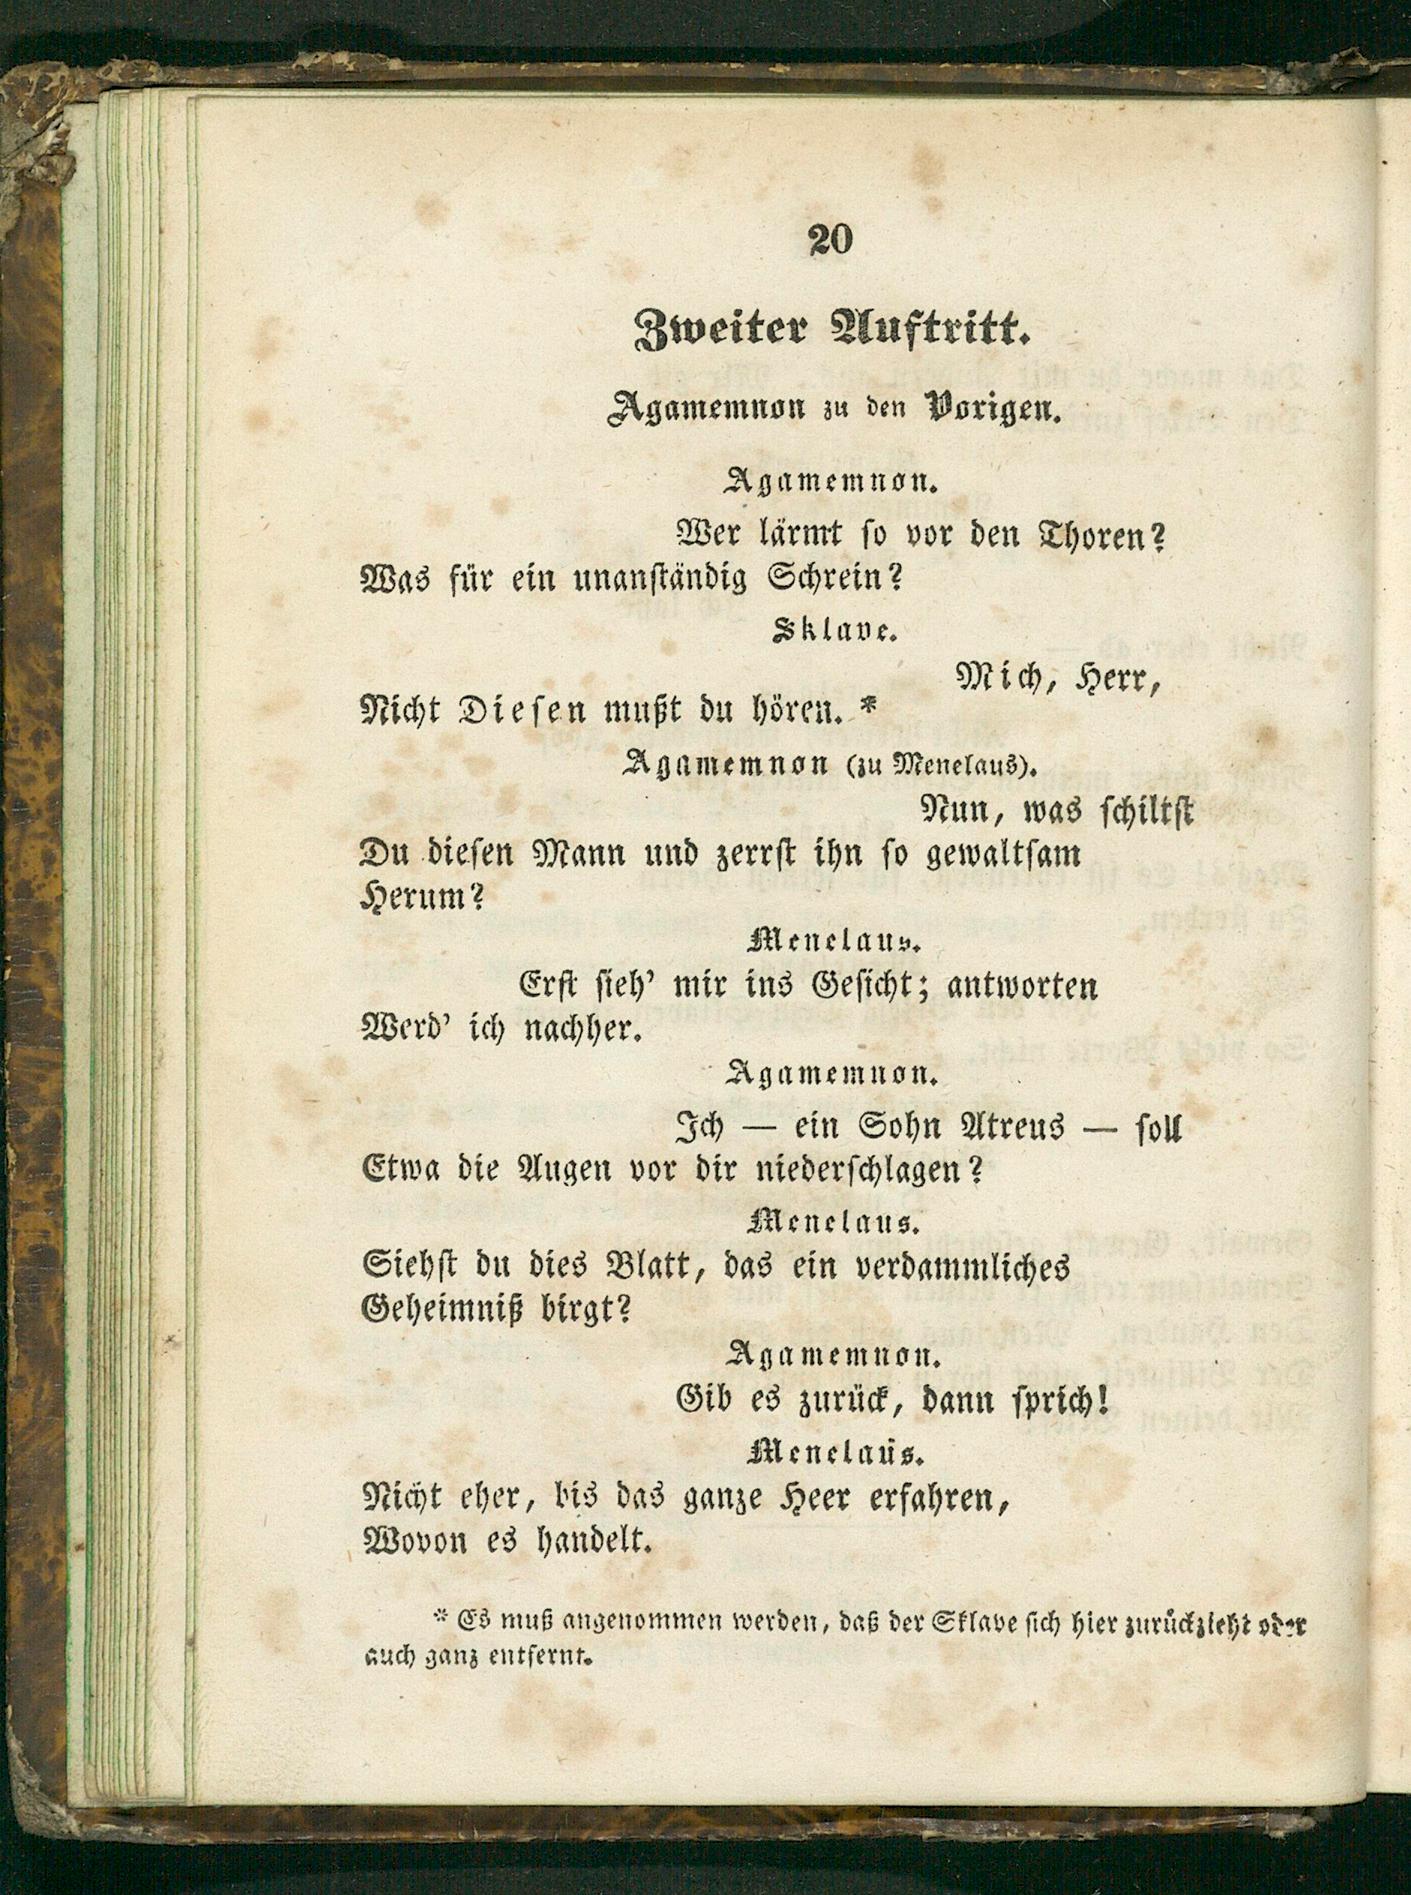 20
Zweiter Auftritt.
Agamemnon zu den Vorigen.
Agamemnon.
Wer lärmt so vor den Thoren?
Was für ein unanständig Schrein?
Sklave.
Mich, Herr,
Nicht Diesen mußt du hören. *
Agamemnon (zu Menelaus).
Nun, was schiltst
Du diesen Mann und zerrst ihn so gewaltsam
Herum?
Menelaus.
Erst sieh' mir ins Gesicht; antworten
Werd' ich nachher.
Agamemnon.
Ich — ein Sohn Atreus — soll
Etwa die Augen vor dir niederschlagen?
Menelaus.
Siehst du dies Blatt, das ein verdammliches
Geheimniß birgt?
Agamemnon.
Gib es zurück, dann sprich!
Menelaus.
Nicht eher, bis das ganze Heer erfahren,
Wovon es handelt.
* Es muß angenommen werden, daß der Sklave sich hier zurückzieht oder
auch ganz entfernt.